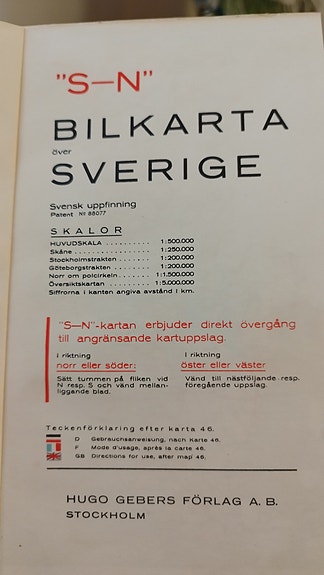 "S—N"
BILKARTA
över
SVERIGE
Svensk uppfinning
Patent № 88077
SKALOR
HUVUDSKALA .......... 1:500.000
Skåne .................... 1:250.000
Stockholmstrakten ...... 1:200.000
Göteborgstrakten ....... 1:200.000
Norr om polcirkeln ..... 1:1.500.000
Översiktskartan ........ 1:5.000.000
Siffrorna i kanten angiva avstånd i km.
"S—N"-kartan erbjuder direkt övergång
till angränsande kartuppslag.
I riktning
norr eller söder:
Sätt tummen på fliken vid
N resp. S och vänd mellan-
liggande blad.
I riktning
öster eller väster
Vänd till nästföljande resp.
föregående uppslag.
Teckenförklaring efter karta 46.
D Gebrauchsanweisung, nach Karte 46.
F Mode d'usage, après la carte 46.
GB Directions for use, after map 46.
HUGO GEBERS FÖRLAG A. B.
STOCKHOLM